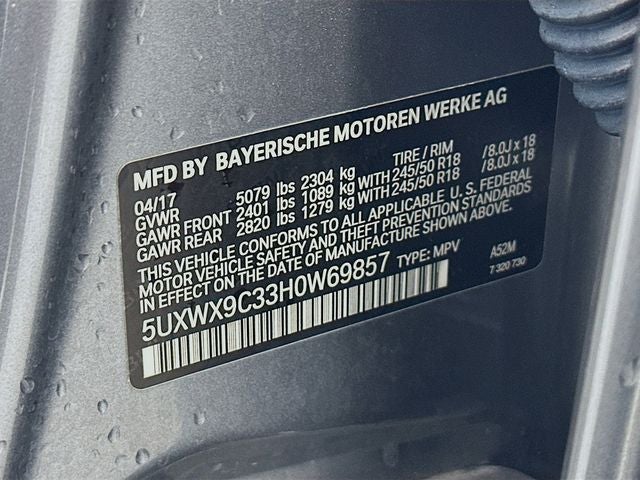 MFD BY BAYERISCHE MOTOREN WERKE AG
04/17 TIRE / RIM
GVWR 5079 lbs 2304 kg
GAWR FRONT 2401 lbs 1089 kg WITH 245/50 R18 /8.0J x 18
GAWR REAR 2820 lbs 1279 kg WITH 245/50 R18 /8.0J x 18
THIS VEHICLE CONFORMS TO ALL APPLICABLE U. S. FEDERAL
MOTOR VEHICLE SAFETY AND THEFT PREVENTION STANDARDS
IN EFFECT ON THE DATE OF MANUFACTURE SHOWN ABOVE.
5UXWX9C33H0W69857 TYPE: MPV A52M
7 320 730